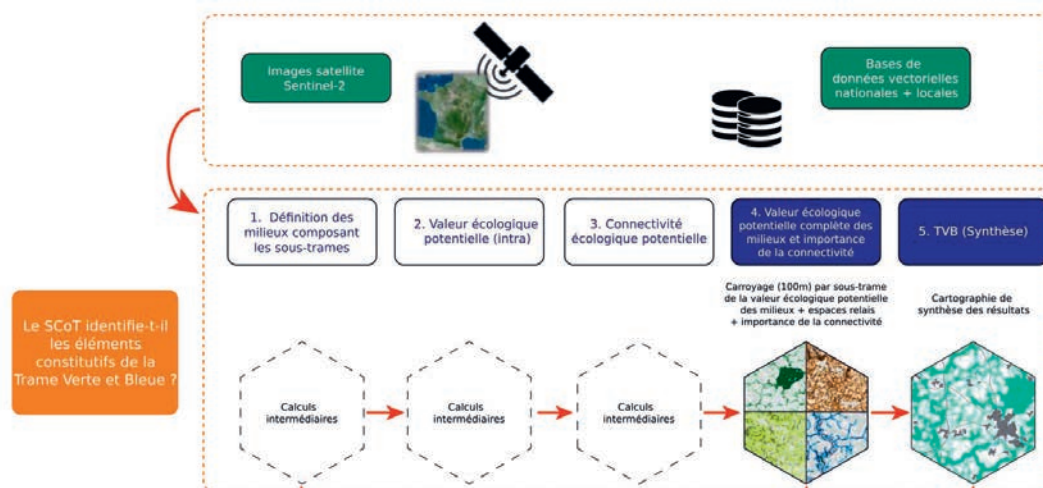 Images satellite
Sentinel-2
Bases de
données vectorielles
nationales + locales
1. Définition des
milieux composant
les sous-trames
2. Valeur écologique
potentielle (intra)
3. Connectivité
écologique potentielle
4. Valeur écologique
potentielle complète des
milieux et importance
de la connectivité
5. TVB (Synthèse)
Carroyage (100m) par sous-trame
de la valeur écologique potentielle
des milieux + espaces relais
+ importance de la connectivité
Cartographie de
synthèse des résultats
Le SCoT identifie-t-il
les éléments
constitutifs de la
Trame Verte et Bleue ?
Calculs
intermédiaires
Calculs
intermédiaires
Calculs
intermédiaires